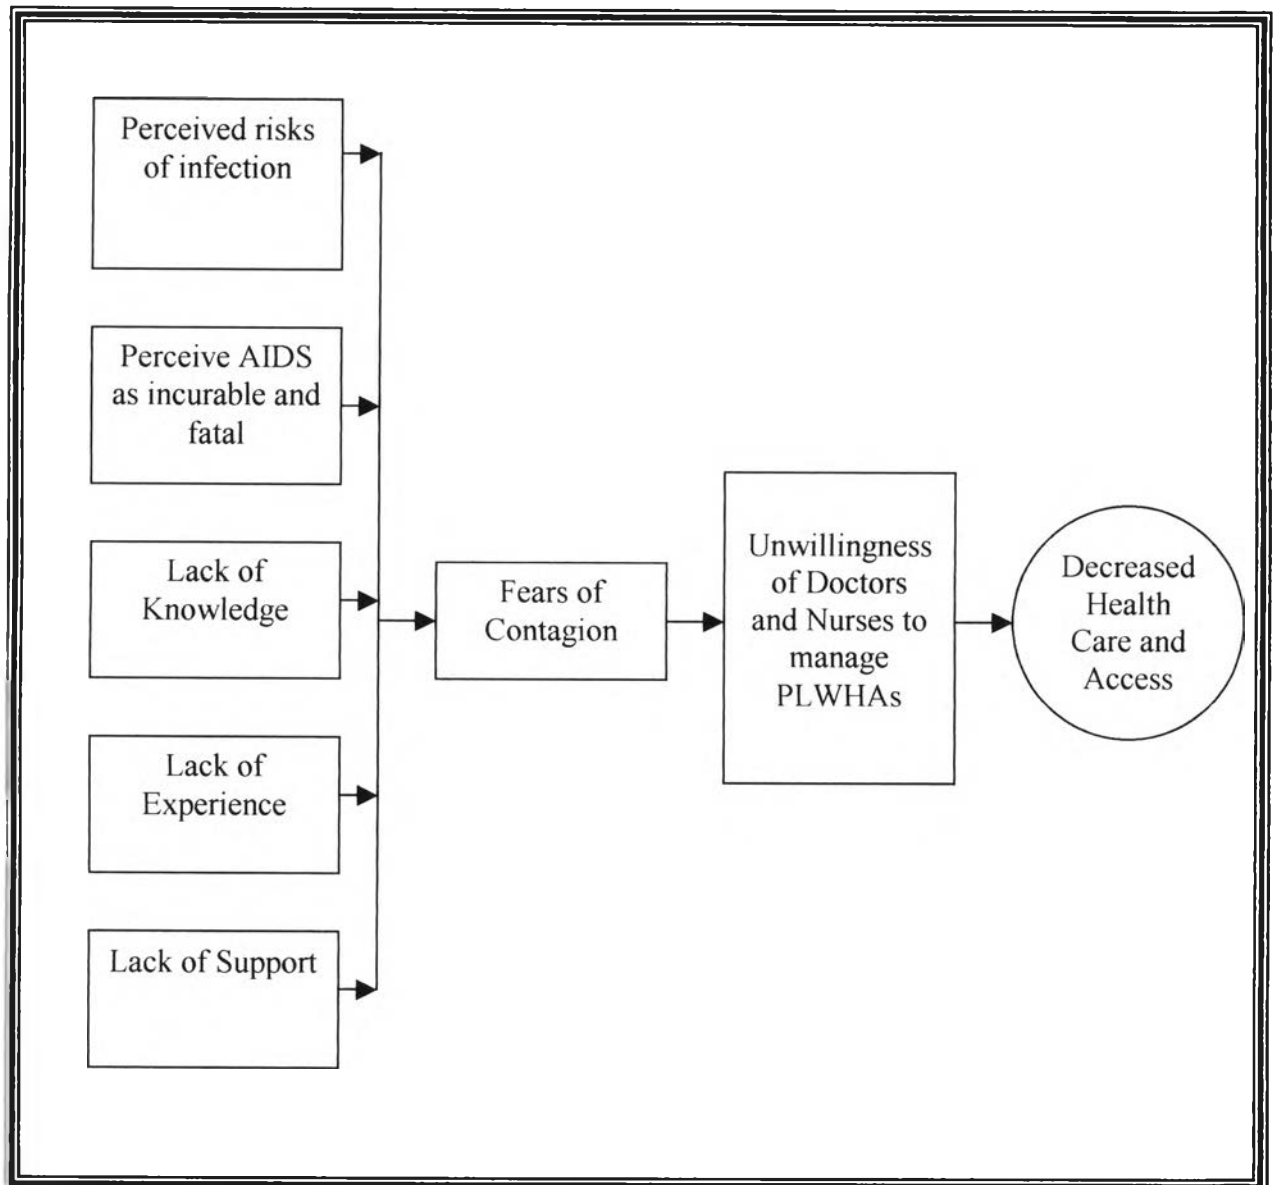 Perceived risks
of infection
Perceive AIDS
as incurable and
fatal
Lack of
Knowledge
Lack of
Experience
Lack of Support
Fears of
Contagion
Unwillingness
of Doctors
and Nurses to
manage
PLWHAs
Decreased
Health
Care and
Access